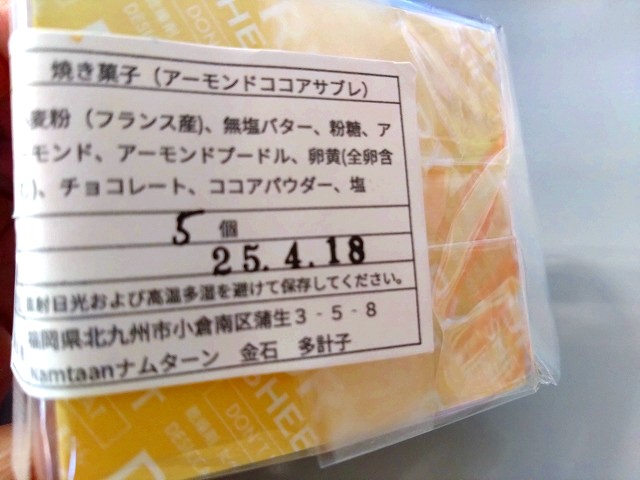 焼き菓子(アーモンドココアサブレ)
麦粉(フランス産)、無塩バター、粉糖、ア
ーモンド、アーモンドプードル、卵黄(全卵含
)、チョコレート、ココアパウダー、塩
5 個
25.4.18
射日光および高温多湿を避けて保存してください。
福岡県北九州市小倉南区蒲生3‐5‐8
Namtaanナムターン 金石 多計子
DON'T